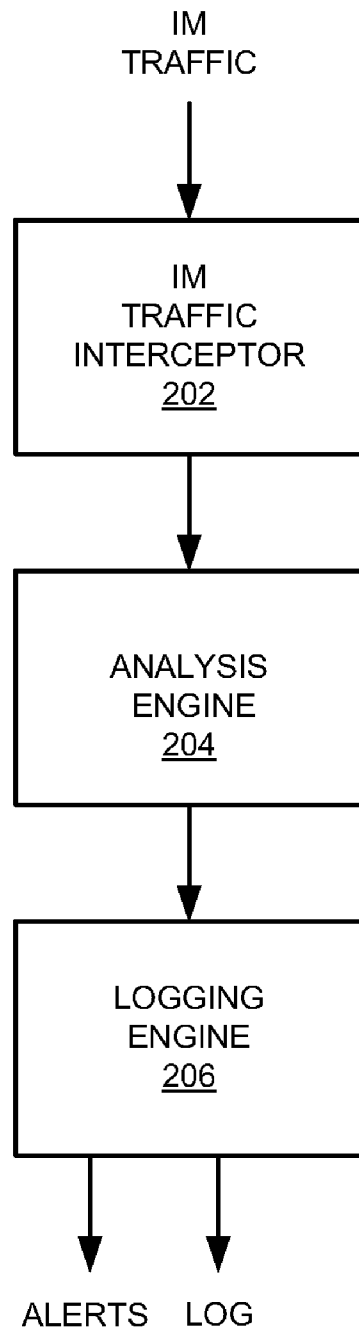 IM
TRAFFIC
IM
TRAFFIC
INTERCEPTOR
202
ANALYSIS
ENGINE
204
LOGGING
ENGINE
206
ALERTS LOG